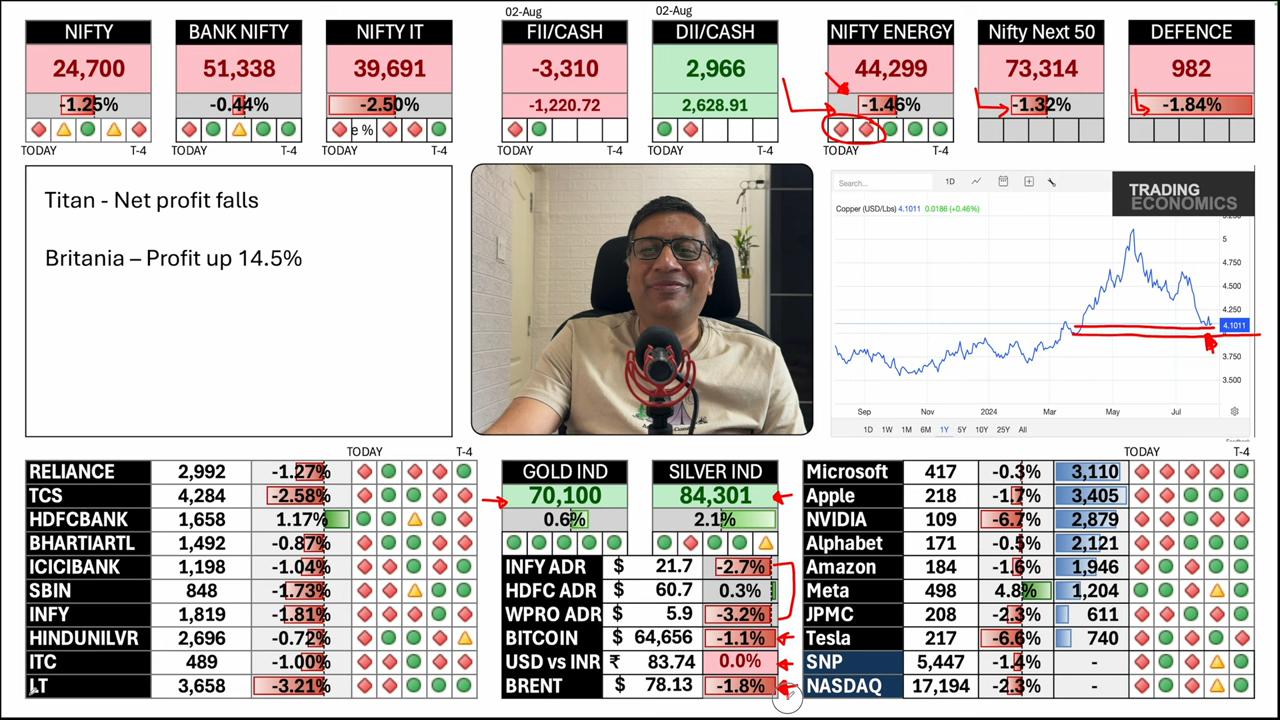 02-Aug
02-Aug
NIFTY
BANK NIFTY
NIFTY IT
FII/CASH
DII/CASH
NIFTY ENERGY
Nifty Next 50
DEFENCE
24,700
51,338
39,691
-3,310
2,966
44,299
73,314
982
-1.25%
-0.44%
-2.50%
-1,220.72
2,628.91
-1.46%
-1.32%
-1.84%
e %
TODAY T-4
TODAY T-4
TODAY T-4
TODAY T-4
Titan - Net profit falls
Britania – Profit up 14.5%
Search...
1D
TRADING
ECONOMICS
Copper (USD/Lbs) 4.1011 0.0186 (+0.46%)
5
4.750
4.500
4.250
4.1011
3.750
3.500
Sep Nov 2024 Mar May Jul
1D 1W 1M 6M 1Y 5Y 10Y 25Y All
TODAY T-4
RELIANCE 2,992 -1.27%
TCS 4,284 -2.58%
HDFCBANK 1,658 1.17%
BHARTIARTL 1,492 -0.87%
ICICIBANK 1,198 -1.04%
SBIN 848 -1.73%
INFY 1,819 -1.81%
HINDUNILVR 2,696 -0.72%
ITC 489 -1.00%
LT 3,658 -3.21%
GOLD IND
SILVER IND
70,100
84,301
0.6%
2.1%
INFY ADR $ 21.7 -2.7%
HDFC ADR $ 60.7 0.3%
WPRO ADR $ 5.9 -3.2%
BITCOIN $ 64,656 -1.1%
USD vs INR ₹ 83.74 0.0%
BRENT $ 78.13 -1.8%
TODAY T-4
Microsoft 417 -0.3% 3,110
Apple 218 -1.7% 3,405
NVIDIA 109 -6.7% 2,879
Alphabet 171 -0.5% 2,121
Amazon 184 -1.6% 1,946
Meta 498 4.8% 1,204
JPMC 208 -2.3% 611
Tesla 217 -6.6% 740
SNP 5,447 -1.4% -
NASDAQ 17,194 -2.3% -